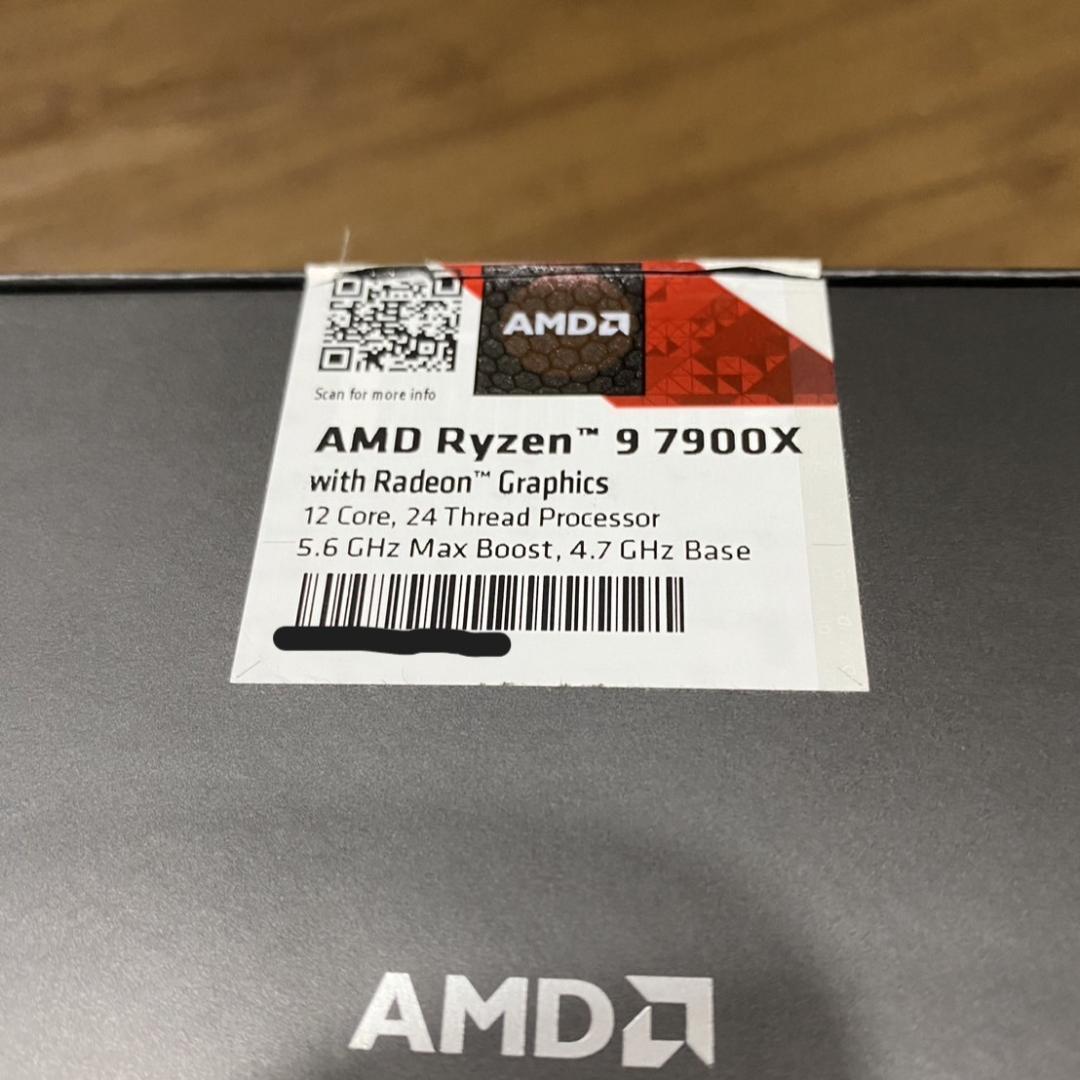 AMD
Scan for more info
AMD Ryzen™ 9 7900X
with Radeon™ Graphics
12 Core, 24 Thread Processor
5.6 GHz Max Boost, 4.7 GHz Base
AMD